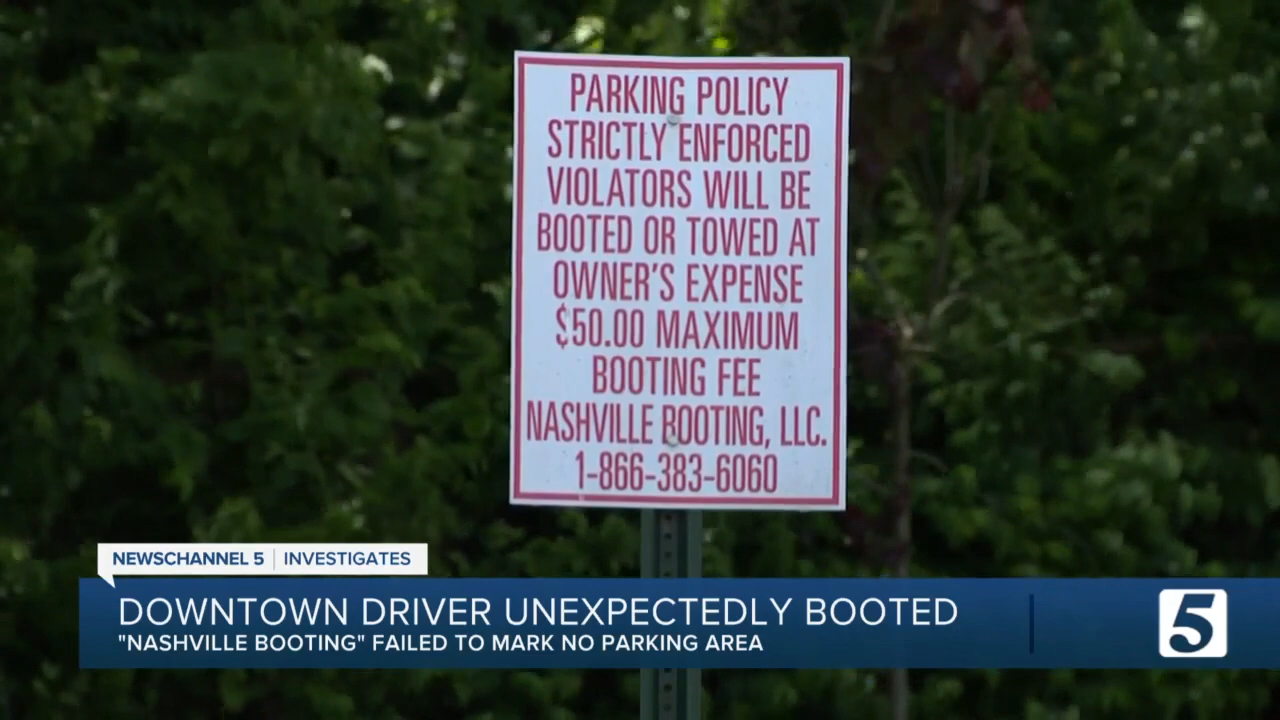 PARKING POLICY
STRICTLY ENFORCED
VIOLATORS WILL BE
BOOTED OR TOWED AT
OWNER'S EXPENSE
$50.00 MAXIMUM
BOOTING FEE
NASHVILLE BOOTING, LLC.
1-866-383-6060
NEWSCHANNEL 5 | INVESTIGATES
DOWNTOWN DRIVER UNEXPECTEDLY BOOTED
"NASHVILLE BOOTING" FAILED TO MARK NO PARKING AREA
5